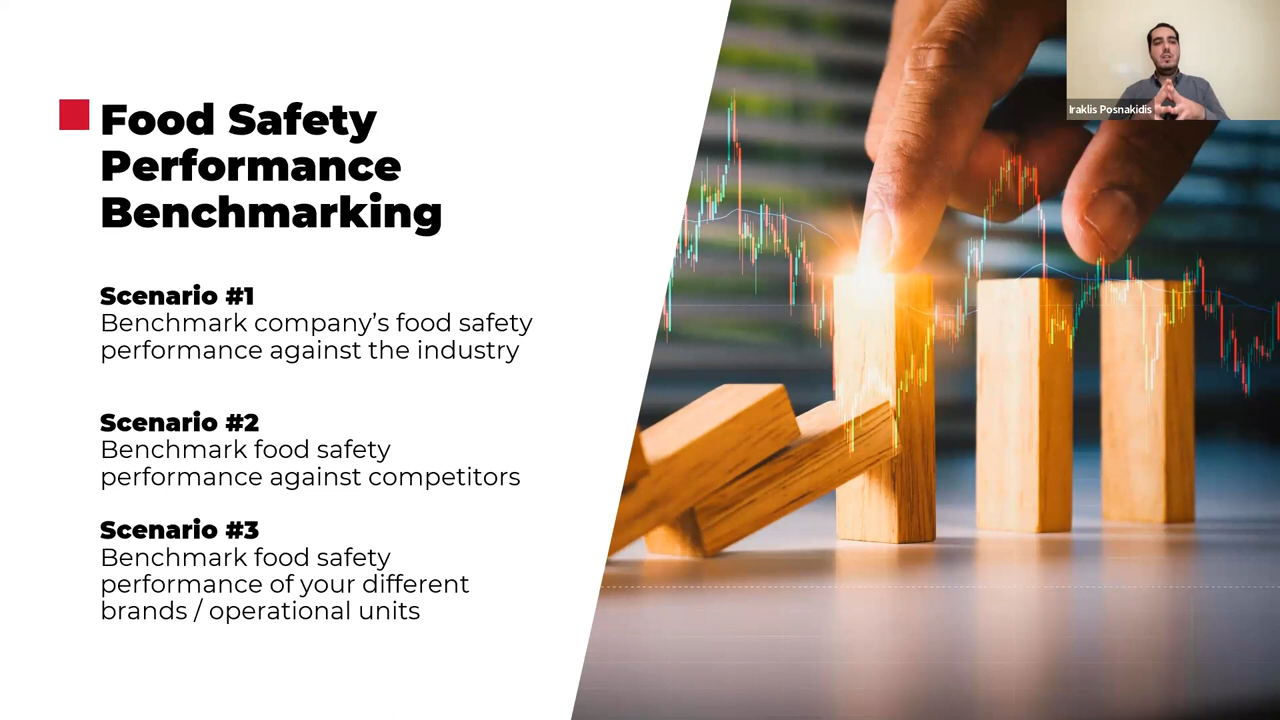 Food Safety
Performance
Benchmarking
Scenario #1
Benchmark company’s food safety
performance against the industry
Scenario #2
Benchmark food safety
performance against competitors
Scenario #3
Benchmark food safety
performance of your different
brands / operational units
Iraklis Posnakidis